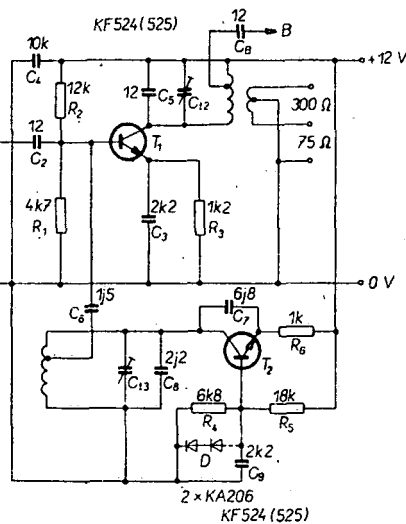 KF524 (525)
12
C8
B
10k
C4
+12 V
12k
R2
12
C5
C12
300 Ω
75 Ω
12
C2
T1
4k7
R1
2k2
C3
1k2
R3
0 V
1j5
C6
6j8
C7
1k
R6
T2
C13
2j2
C8
6k8
R4
18k
R5
D
2k2
C9
2 × KA206
KF524 (525)